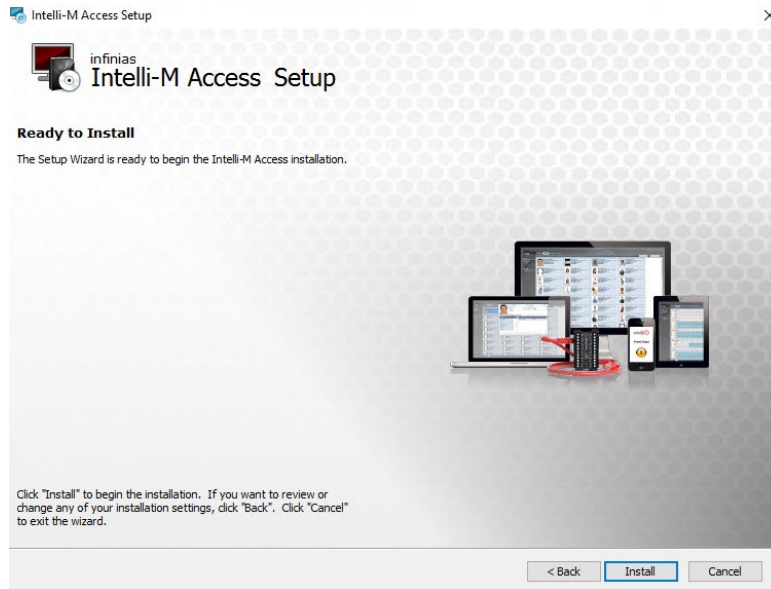 Intelli-M Access Setup
infinias
Intelli-M Access Setup
Ready to Install
The Setup Wizard is ready to begin the Intelli-M Access installation.
Click "Install" to begin the installation. If you want to review or
change any of your installation settings, click "Back". Click "Cancel"
to exit the wizard.
< Back Install Cancel